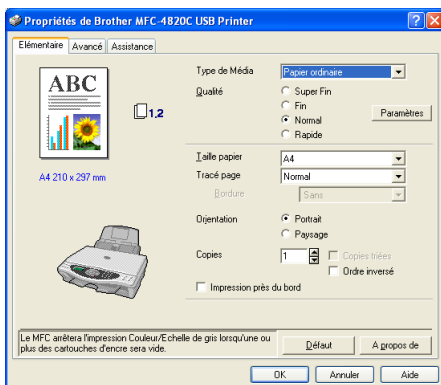 Propriétés de Brother MFC-4820C USB Printer
Elémentaire Avancé Assistance
ABC
1.2
A4 210 x 297 mm
Type de Média Papier ordinaire
Qualité Super Fin
Fin
Normal
Rapide
Paramètres
Taille papier A4
Tracé page Normal
Bordure Sans
Orientation Portrait
Paysage
Copies 1 Copies triées
Ordre inversé
Impression près du bord
Le MFC arrêtera l'impression Couleur/Echelle de gris lorsqu'une ou
plus des cartouches d'encre sera vide.
Défaut A propos de
OK Annuler Aide